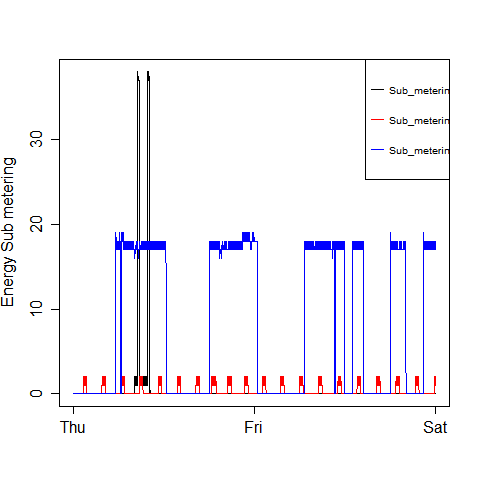 Energy Sub metering
30
20
10
0
Thu
Fri
Sat
Sub_meterin
Sub_meterin
Sub_meterin